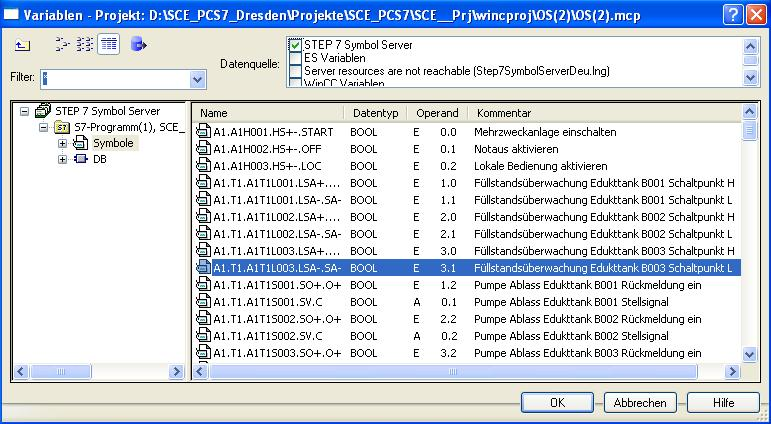 Variablen - Projekt: D:\SCE_PCS7_Dresden\Projekte\SCE_PCS7\SCE__Prj\wincproj\OS(2)\OS(2).mcp
Filter: *
Datenquelle:
STEP 7 Symbol Server
ES Variablen
Server resources are not reachable (Step7SymbolServerDeu.lng)
WinCC Variablen
STEP 7 Symbol Server
S7-Programm(1), SCE_
Symbole
DB
Name Datentyp Operand Kommentar
A1.A1H001.HS+-.START BOOL E 0.0 Mehrzweckanlage einschalten
A1.A1H002.HS+-.OFF BOOL E 0.1 Notaus aktivieren
A1.A1H003.HS+-.LOC BOOL E 0.2 Lokale Bedienung aktivieren
A1.T1.A1T1L001.LSA+.... BOOL E 1.0 Füllstandsüberwachung Edukttank B001 Schaltpunkt H
A1.T1.A1T1L001.LSA-.SA- BOOL E 1.1 Füllstandsüberwachung Edukttank B001 Schaltpunkt L
A1.T1.A1T1L002.LSA+.... BOOL E 2.0 Füllstandsüberwachung Edukttank B002 Schaltpunkt H
A1.T1.A1T1L002.LSA-.SA- BOOL E 2.1 Füllstandsüberwachung Edukttank B002 Schaltpunkt L
A1.T1.A1T1L003.LSA+.... BOOL E 3.0 Füllstandsüberwachung Edukttank B003 Schaltpunkt H
A1.T1.A1T1L003.LSA-.SA- BOOL E 3.1 Füllstandsüberwachung Edukttank B003 Schaltpunkt L
A1.T1.A1T1S001.SO+.O+ BOOL E 1.2 Pumpe Ablass Edukttank B001 Rückmeldung ein
A1.T1.A1T1S001.SV.C BOOL A 0.1 Pumpe Ablass Edukttank B001 Stellsignal
A1.T1.A1T1S002.SO+.O+ BOOL E 2.2 Pumpe Ablass Edukttank B002 Rückmeldung ein
A1.T1.A1T1S002.SV.C BOOL A 0.2 Pumpe Ablass Edukttank B002 Stellsignal
A1.T1.A1T1S003.SO+.O+ BOOL E 3.2 Pumpe Ablass Edukttank B003 Rückmeldung ein
OK Abbrechen Hilfe